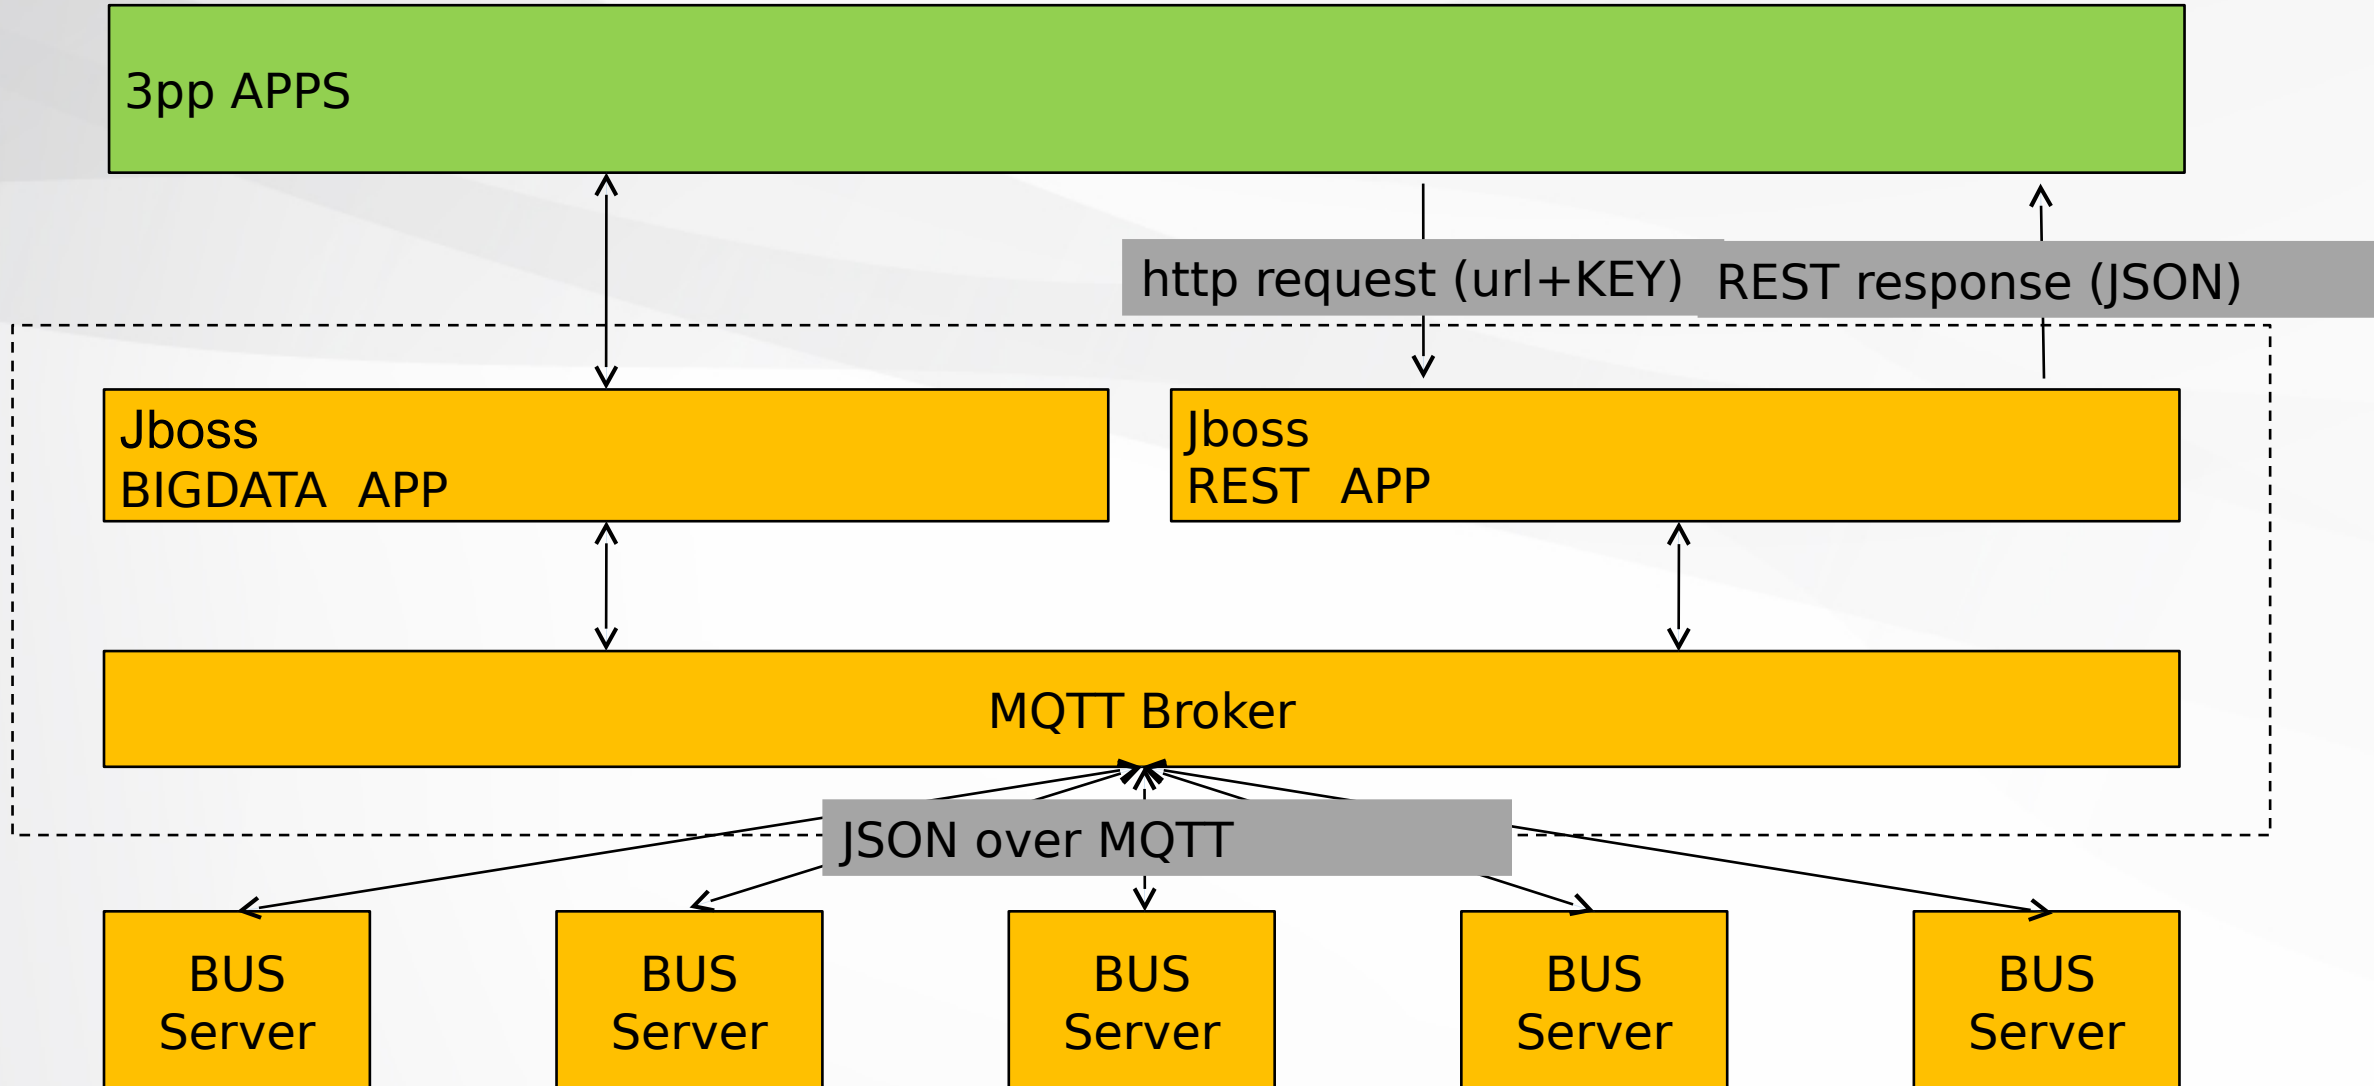 3pp APPS
http request (url+KEY)
REST response (JSON)
Jboss
BIGDATA  APP
Jboss
REST  APP
MQTT Broker
JSON over MQTT
BUS
Server
BUS
Server
BUS
Server
BUS
Server
BUS
Server